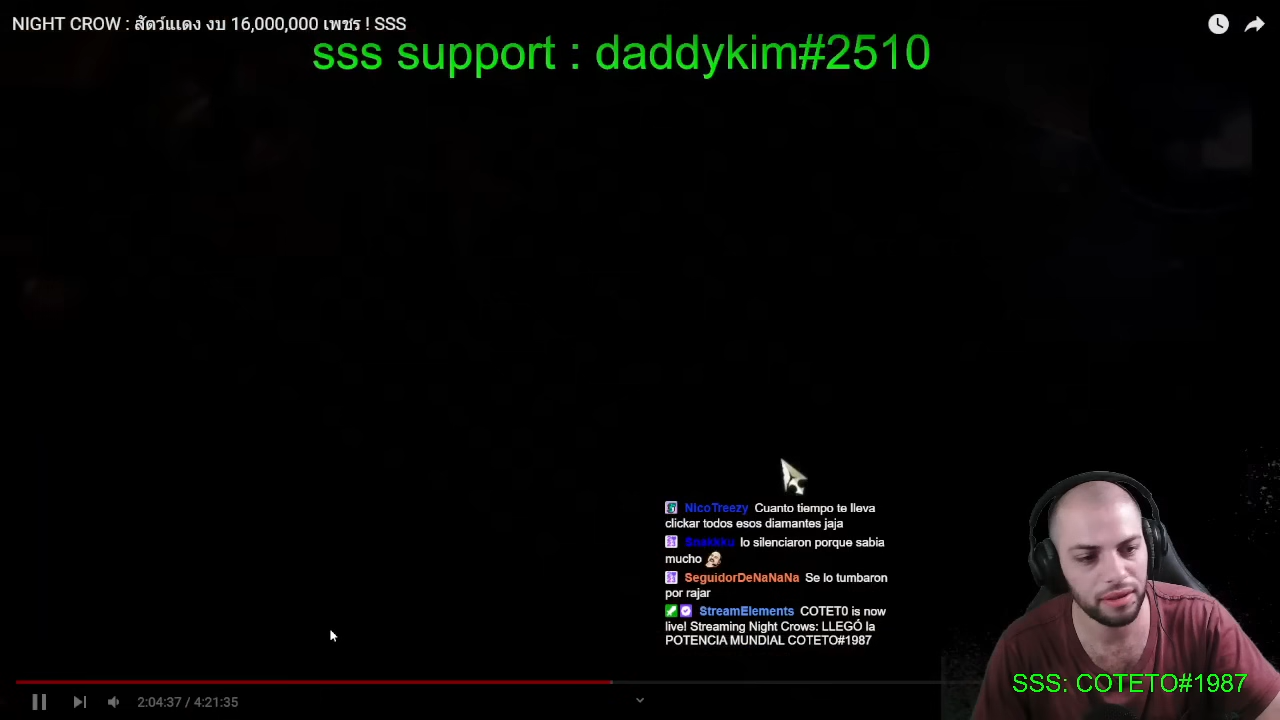 NIGHT CROW : สัตว์แดง งบ 16,000,000 เพชร ! SSS
sss support : daddykim#2510
NicoTreezy Cuanto tiempo te lleva
clickar todos esos diamantes jaja
Snakkku lo silenciaron porque sabia
mucho
SeguidorDeNaNaNa Se lo tumbaron
por rajar
StreamElements COTET0 is now
live! Streaming Night Crows: LLEGÓ la
POTENCIA MUNDIAL COTETO#1987
SSS: COTETO#1987
2:04:37 / 4:21:35